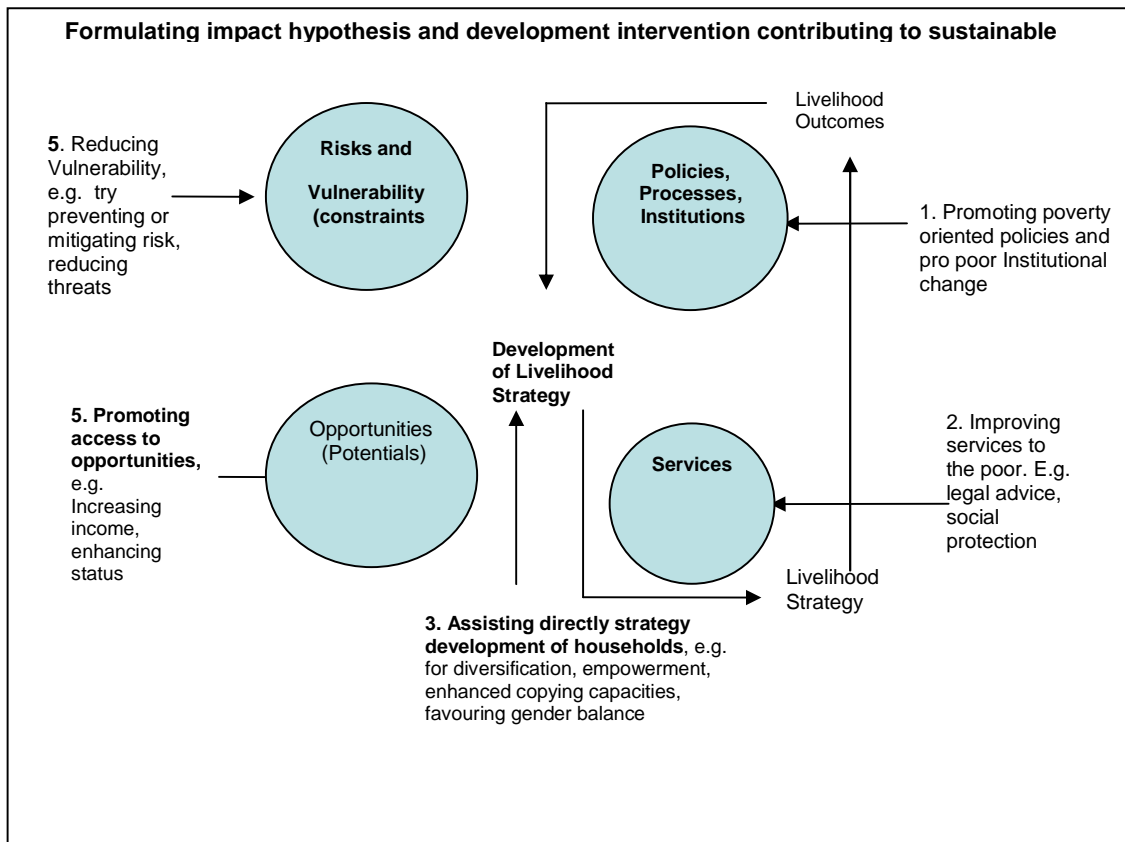 Formulating impact hypothesis and development intervention contributing to sustainable
Livelihood
Outcomes
5. Reducing
Vulnerability,
e.g. try
preventing or
mitigating risk,
reducing
threats
Risks and
Vulnerability
(constraints
Policies,
Processes,
Institutions
1. Promoting poverty
oriented policies and
pro poor Institutional
change
Development
of Livelihood
Strategy
5. Promoting
access to
opportunities,
e.g.
Increasing
income,
enhancing
status
Opportunities
(Potentials)
Services
2. Improving
services to
the poor. E.g.
legal advice,
social
protection
Livelihood
Strategy
3. Assisting directly strategy
development of households, e.g.
for diversification, empowerment,
enhanced copying capacities,
favouring gender balance